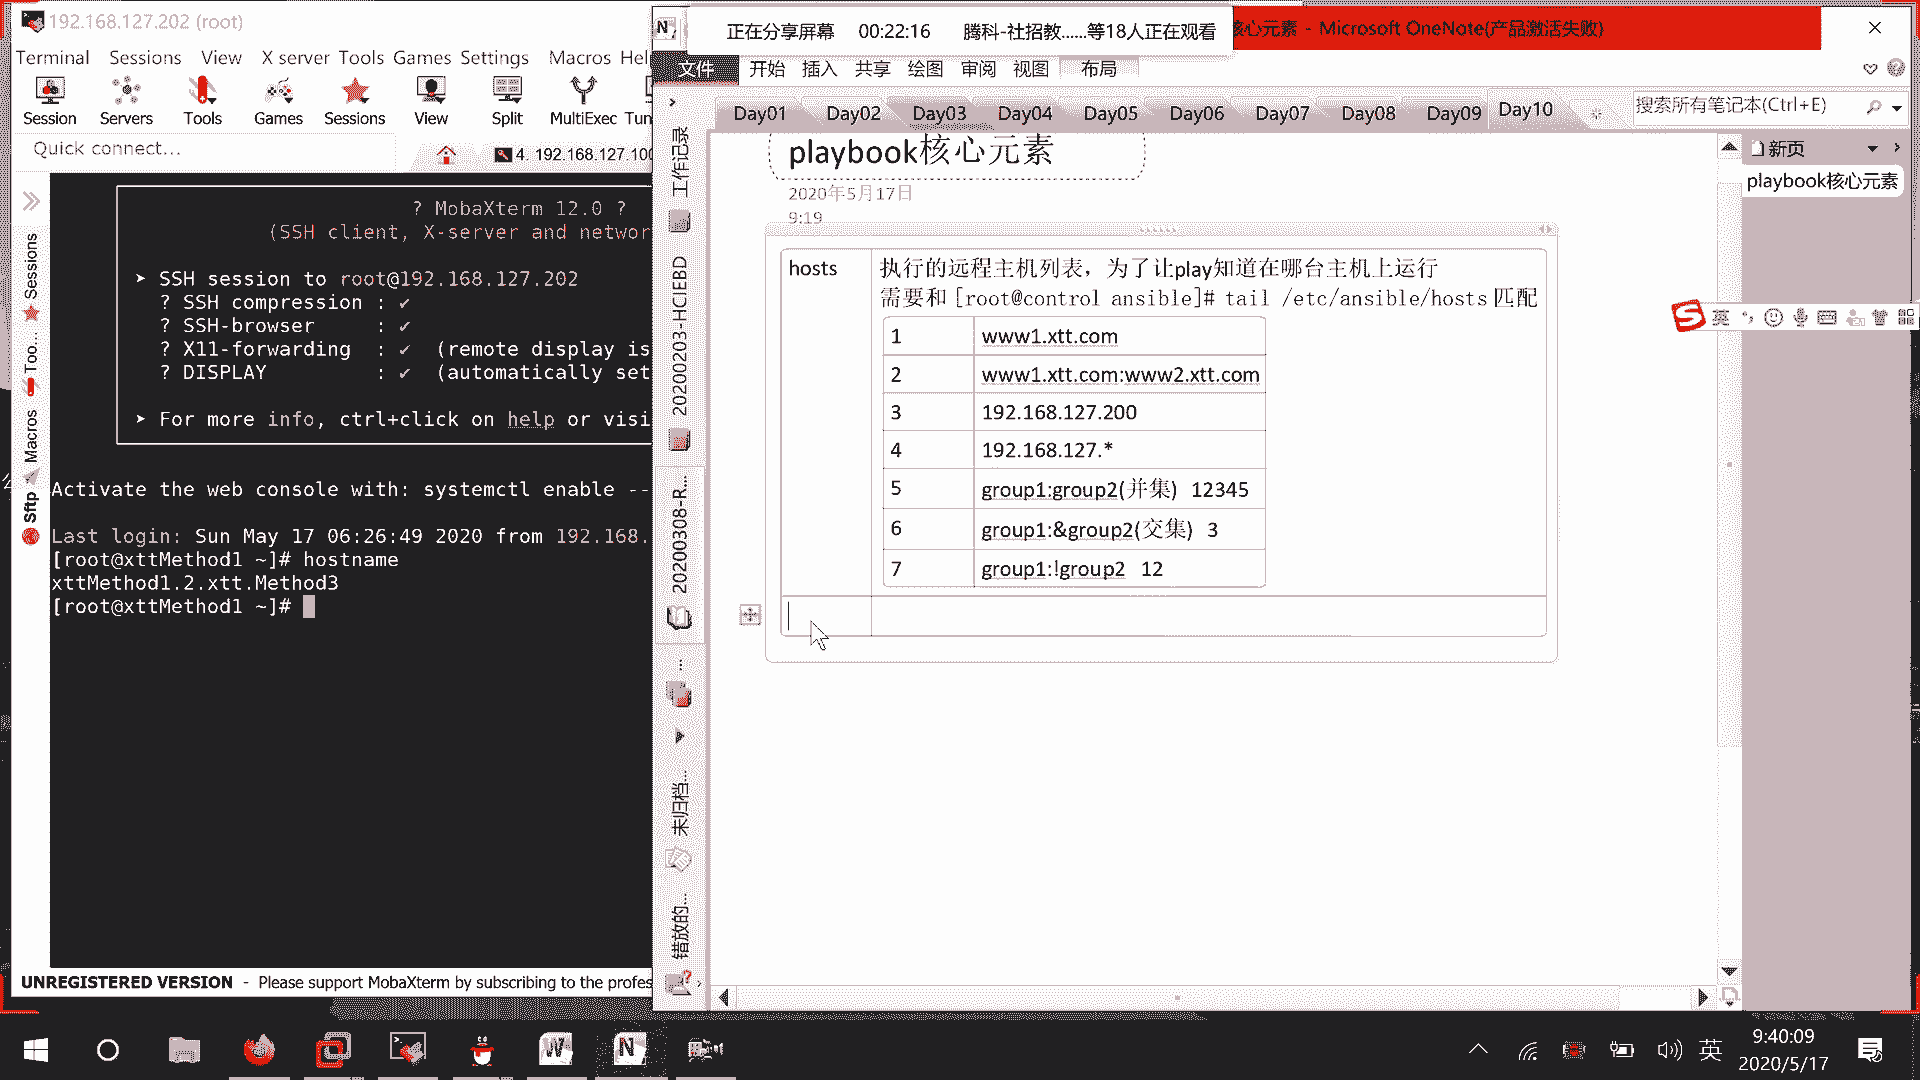 192.168.127.202 (root)
Terminal Sessions View X server Tools Games Settings Macros Hel
Session Servers Tools Games Sessions View Split MultiExec Tun
Quick connect...
4. 192.168.127.100
Sessions
Too...
Macros
Sftp
? MobaXterm 12.0 ?
(SSH client, X-server and networ
➤ SSH session to root@192.168.127.202
? SSH compression : ✔
? SSH-browser : ✔
? X11-forwarding : ✔ (remote display is
? DISPLAY : ✔ (automatically set
➤ For more info, ctrl+click on help or visi
Activate the web console with: systemctl enable --
Last login: Sun May 17 06:26:49 2020 from 192.168.
[root@xttMethod1 ~]# hostname
xttMethod1.2.xtt.Method3
[root@xttMethod1 ~]#
UNREGISTERED VERSION - Please support MobaXterm by subscribing to the profes
正在分享屏幕 00:22:16 腾科-社招教......等18人正在观看
核心元素 - Microsoft OneNote(产品激活失败)
文件 开始 插入 共享 绘图 审阅 视图 布局
Day01 Day02 Day03 Day04 Day05 Day06 Day07 Day08 Day09 Day10
搜索所有笔记本(Ctrl+E)
工作记录
20200203-HCIEBD
20200308-R...
未归档...
错放的...
新页
playbook核心元素
playbook核心元素
2020年5月17日
9:19
hosts
执行的远程主机列表，为了让play知道在哪台主机上运行
需要和 [root@control ansible]# tail /etc/ansible/hosts 匹配
1 www1.xtt.com
2 www1.xtt.com:www2.xtt.com
3 192.168.127.200
4 192.168.127.*
5 group1:group2(并集) 12345
6 group1:&group2(交集) 3
7 group1:!group2 12
英
英
9:40:09
2020/5/17